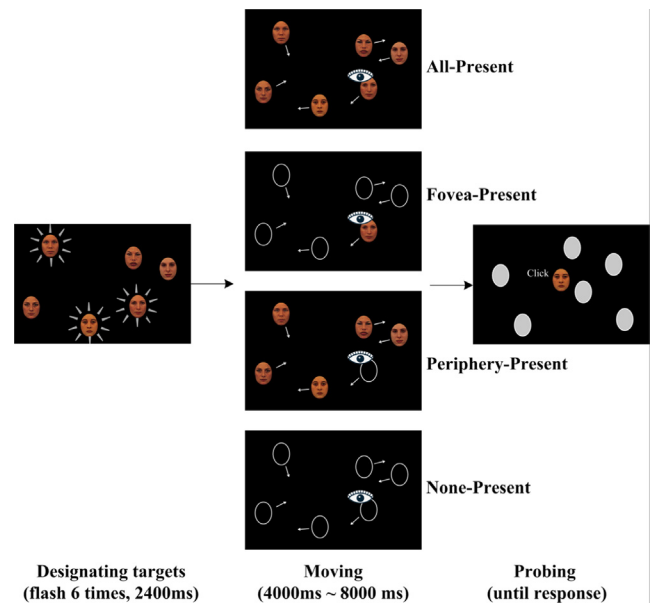 All-Present
Fovea-Present
Click
Periphery-Present
None-Present
Designating targets
(flash 6 times, 2400ms)
Moving
(4000ms ~ 8000 ms)
Probing
(until response)